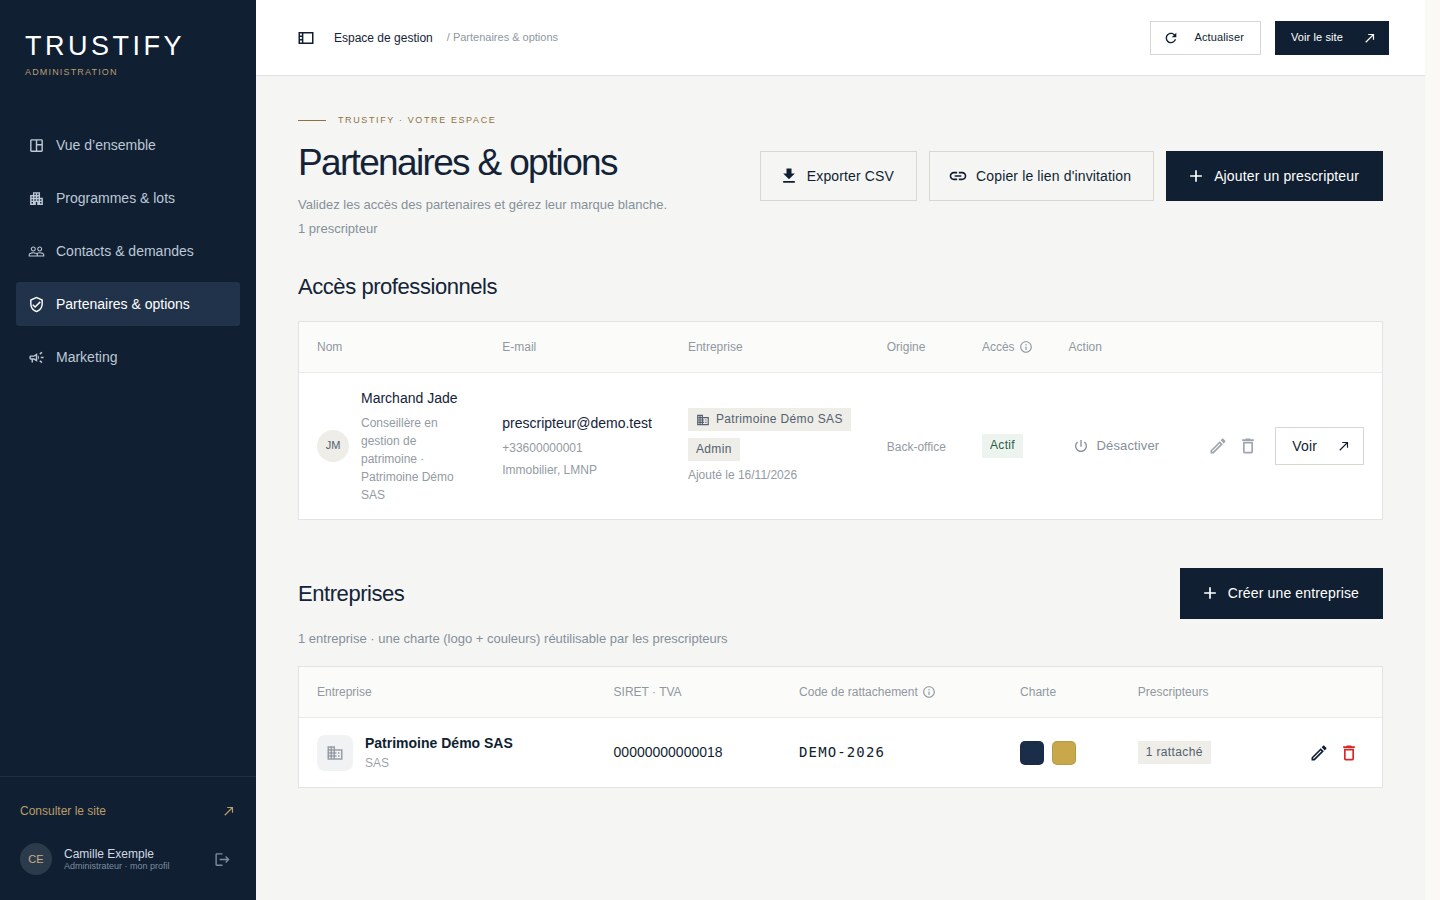 TRUSTIFY
ADMINISTRATION
Vue d’ensemble
Programmes & lots
Contacts & demandes
Partenaires & options
Marketing
Consulter le site
CE
Camille Exemple
Administrateur · mon profil
Espace de gestion / Partenaires & options
Actualiser
Voir le site
TRUSTIFY · VOTRE ESPACE
Partenaires & options
Validez les accès des partenaires et gérez leur marque blanche.
1 prescripteur
Exporter CSV
Copier le lien d'invitation
Ajouter un prescripteur
Accès professionnels
Nom E-mail Entreprise Origine Accès Action
JM
Marchand Jade
Conseillère en
gestion de
patrimoine ·
Patrimoine Démo
SAS
prescripteur@demo.test
+33600000001
Immobilier, LMNP
Patrimoine Démo SAS
Admin
Ajouté le 16/11/2026
Back-office
Actif
Désactiver
Voir
Entreprises
Créer une entreprise
1 entreprise · une charte (logo + couleurs) réutilisable par les prescripteurs
Entreprise SIRET · TVA Code de rattachement Charte Prescripteurs
Patrimoine Démo SAS
SAS
00000000000018
DEMO-2026
1 rattaché